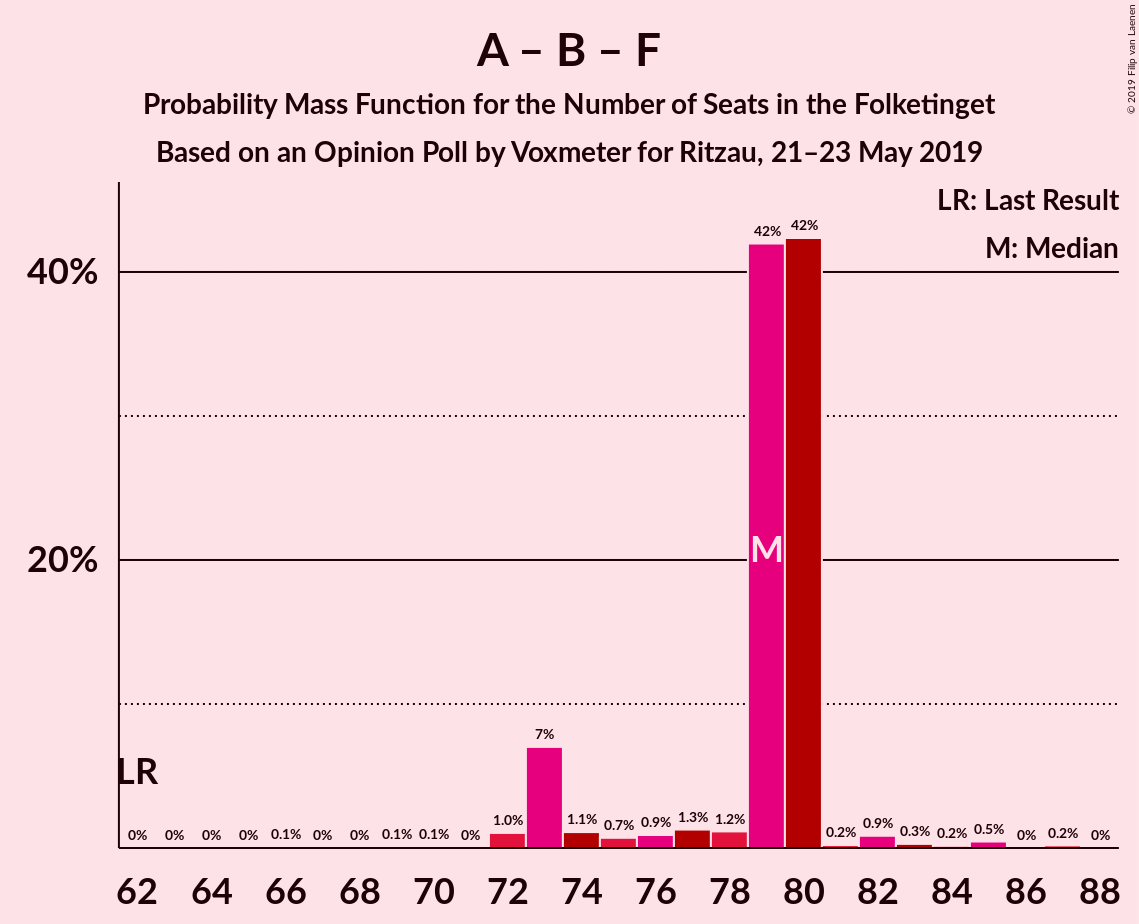 A – B – F
Probability Mass Function for the Number of Seats in the Folketinget
Based on an Opinion Poll by Voxmeter for Ritzau, 21–23 May 2019
© 2019 Filip van Laenen
LR: Last Result
M: Median
40%
20%
42% 42%
M
7%
LR
0% 0% 0% 0% 0.1% 0% 0% 0.1% 0.1% 0% 1.0% 1.1% 0.7% 0.9% 1.3% 1.2% 0.2% 0.9% 0.3% 0.2% 0.5% 0% 0.2% 0%
62 64 66 68 70 72 74 76 78 80 82 84 86 88